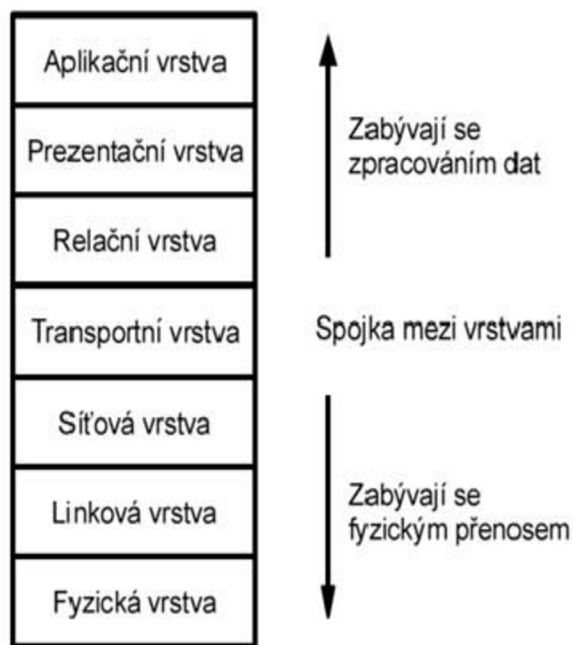 Aplikační vrstva
Prezentační vrstva
Relační vrstva
Transportní vrstva
Síťová vrstva
Linková vrstva
Fyzická vrstva
Zabývají se
zpracováním dat
Spojka mezi vrstvami
Zabývají se
fyzickým přenosem